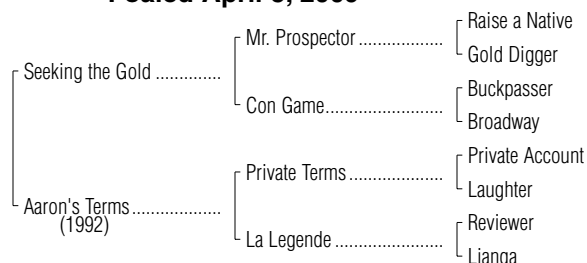 Foaled April
Raise a Native
Mr. Prospector ..................
Gold Digger
Seeking the Gold ..............
Buckpasser
Con Game.........................
Broadway
Private Account
Private Terms ....................
Laughter
Aaron's Terms ...................
(1992)
Reviewer
La Legende .......................
Lianga